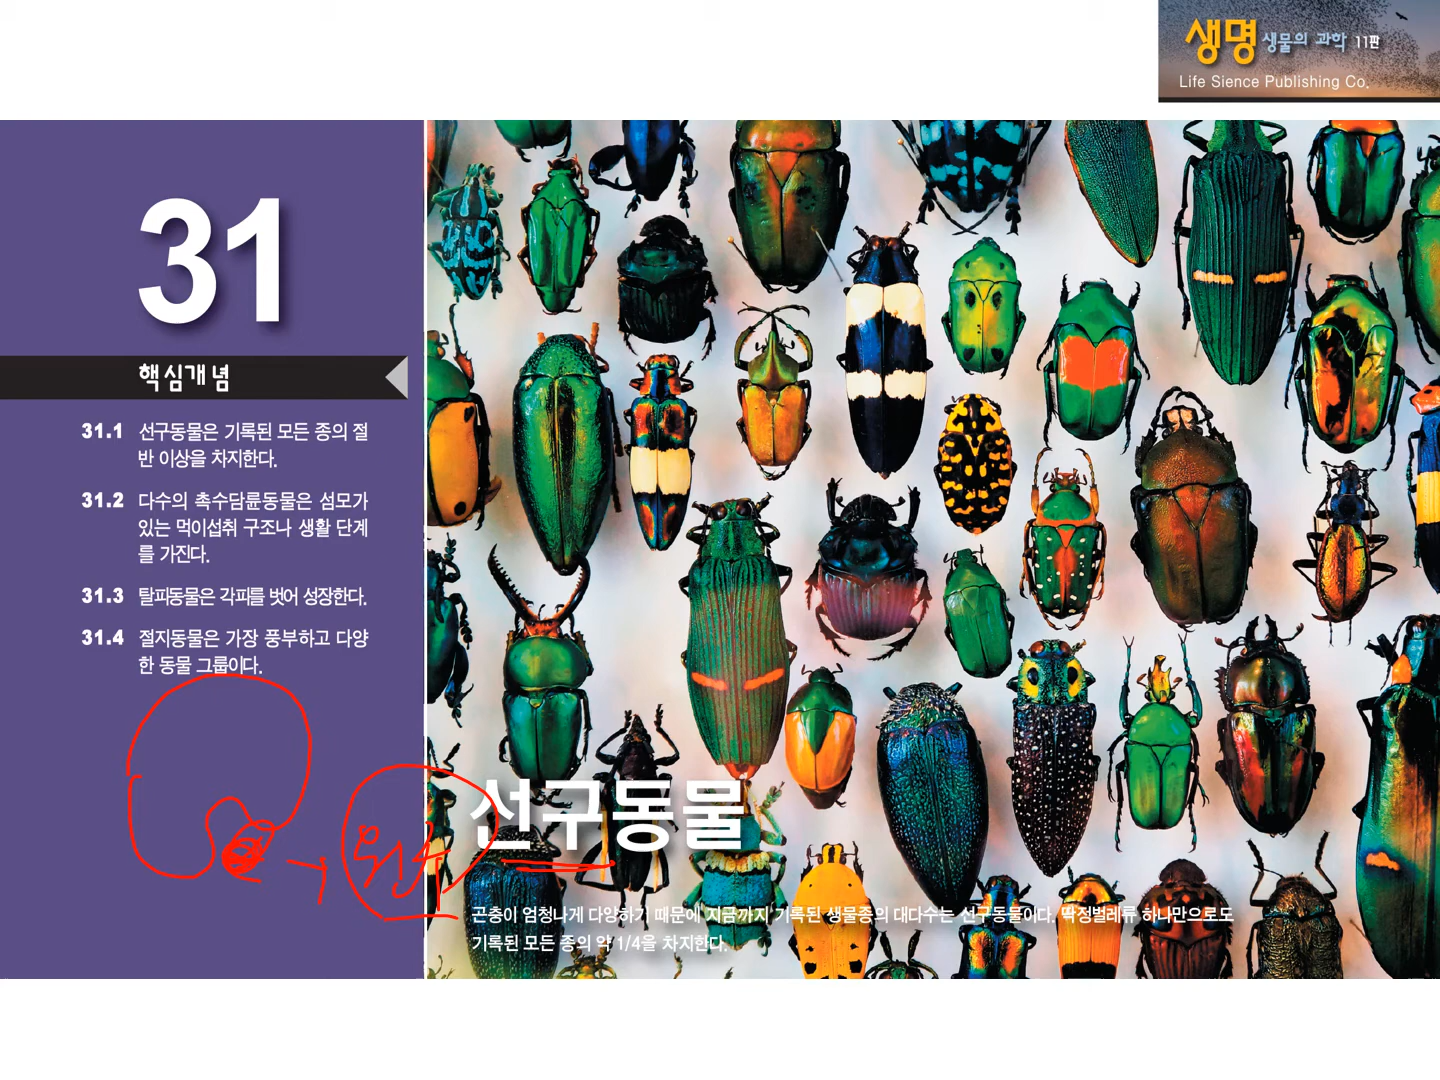 생명 생물의 과학 11판
Life Sience Publishing Co.
31
핵심개념
31.1 선구동물은 기록된 모든 종의 절
반 이상을 차지한다.
31.2 다수의 촉수담륜동물은 섬모가
있는 먹이섭취 구조나 생활 단계
를 가진다.
31.3 탈피동물은 각피를 벗어 성장한다.
31.4 절지동물은 가장 풍부하고 다양
한 동물 그룹이다.
원구
선구동물
곤충이 엄청나게 다양하기 때문에 지금까지 기록된 생물종의 대다수는 선구동물이다. 딱정벌레류 하나만으로도
기록된 모든 종의 약 1/4을 차지한다.